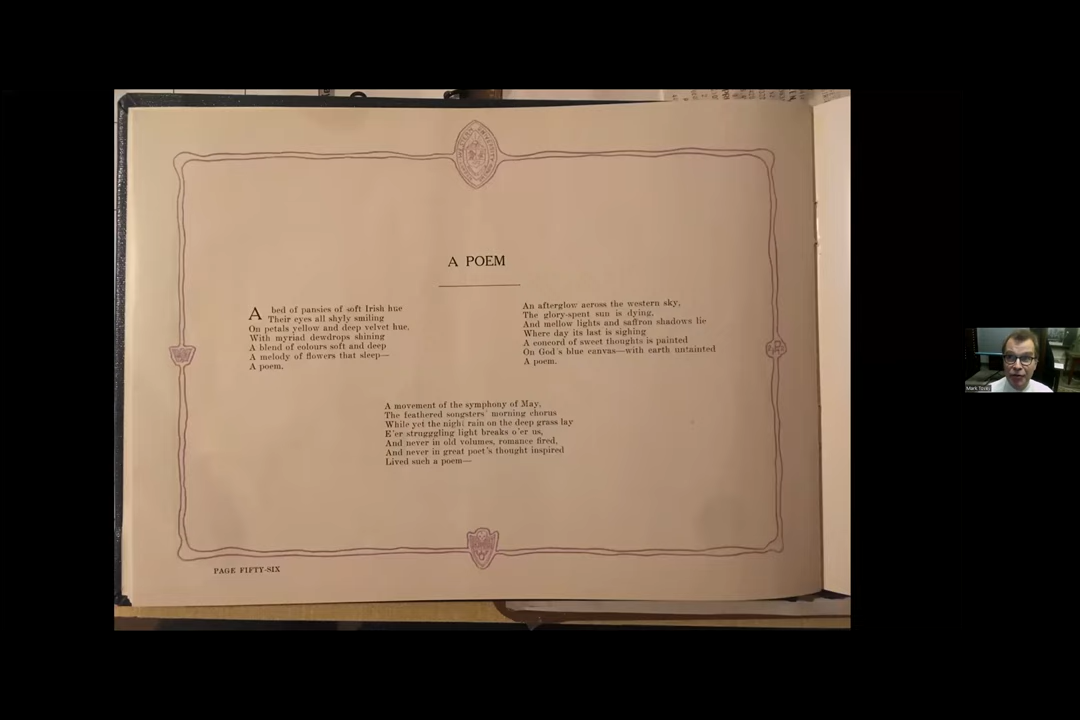 A POEM
A bed of pansies of soft Irish hue
Their eyes all shyly smiling
On petals yellow and deep velvet hue,
With myriad dewdrops shining
A blend of colours soft and deep
A melody of flowers that sleep—
A poem.
An afterglow across the western sky,
The glory-spent sun is dying,
And mellow lights and saffron shadows lie
Where day its last is sighing
A concord of sweet thoughts is painted
On God's blue canvas—with earth untainted
A poem.
A movement of the symphony of May,
The feathered songsters' morning chorus
While yet the night rain on the deep grass lay
E'er strugggling light breaks o'er us,
And never in old volumes, romance fired,
And never in great poet's thought inspired
Lived such a poem—
PAGE FIFTY-SIX
Mark